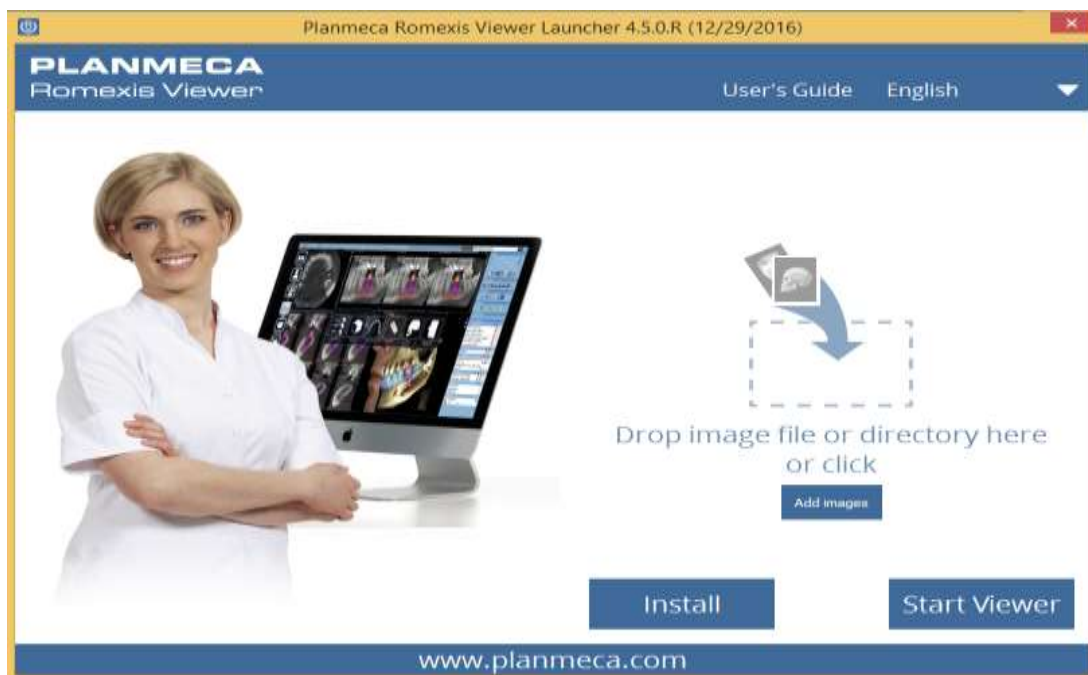 Planmeca Romexis Viewer Launcher 4.5.0.R (12/29/2016)
PLANMECA
Romexis Viewer
User's Guide English
Drop image file or directory here
or click
Add images
Install Start Viewer
www.planmeca.com